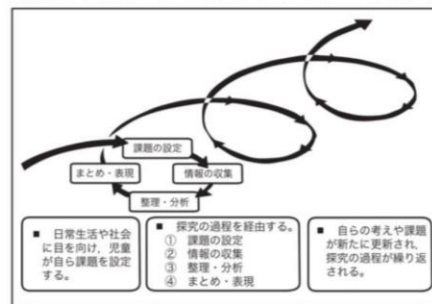 課題の設定
まとめ・表現
情報の収集
整理・分析
■ 日常生活や社会
に目を向け，児童
が自ら課題を設定
する。
■ 探究の過程を経由する。
① 課題の設定
② 情報の収集
③ 整理・分析
④ まとめ・表現
■ 自らの考えや課題
が新たに更新され，
探究の過程が繰り返
される。